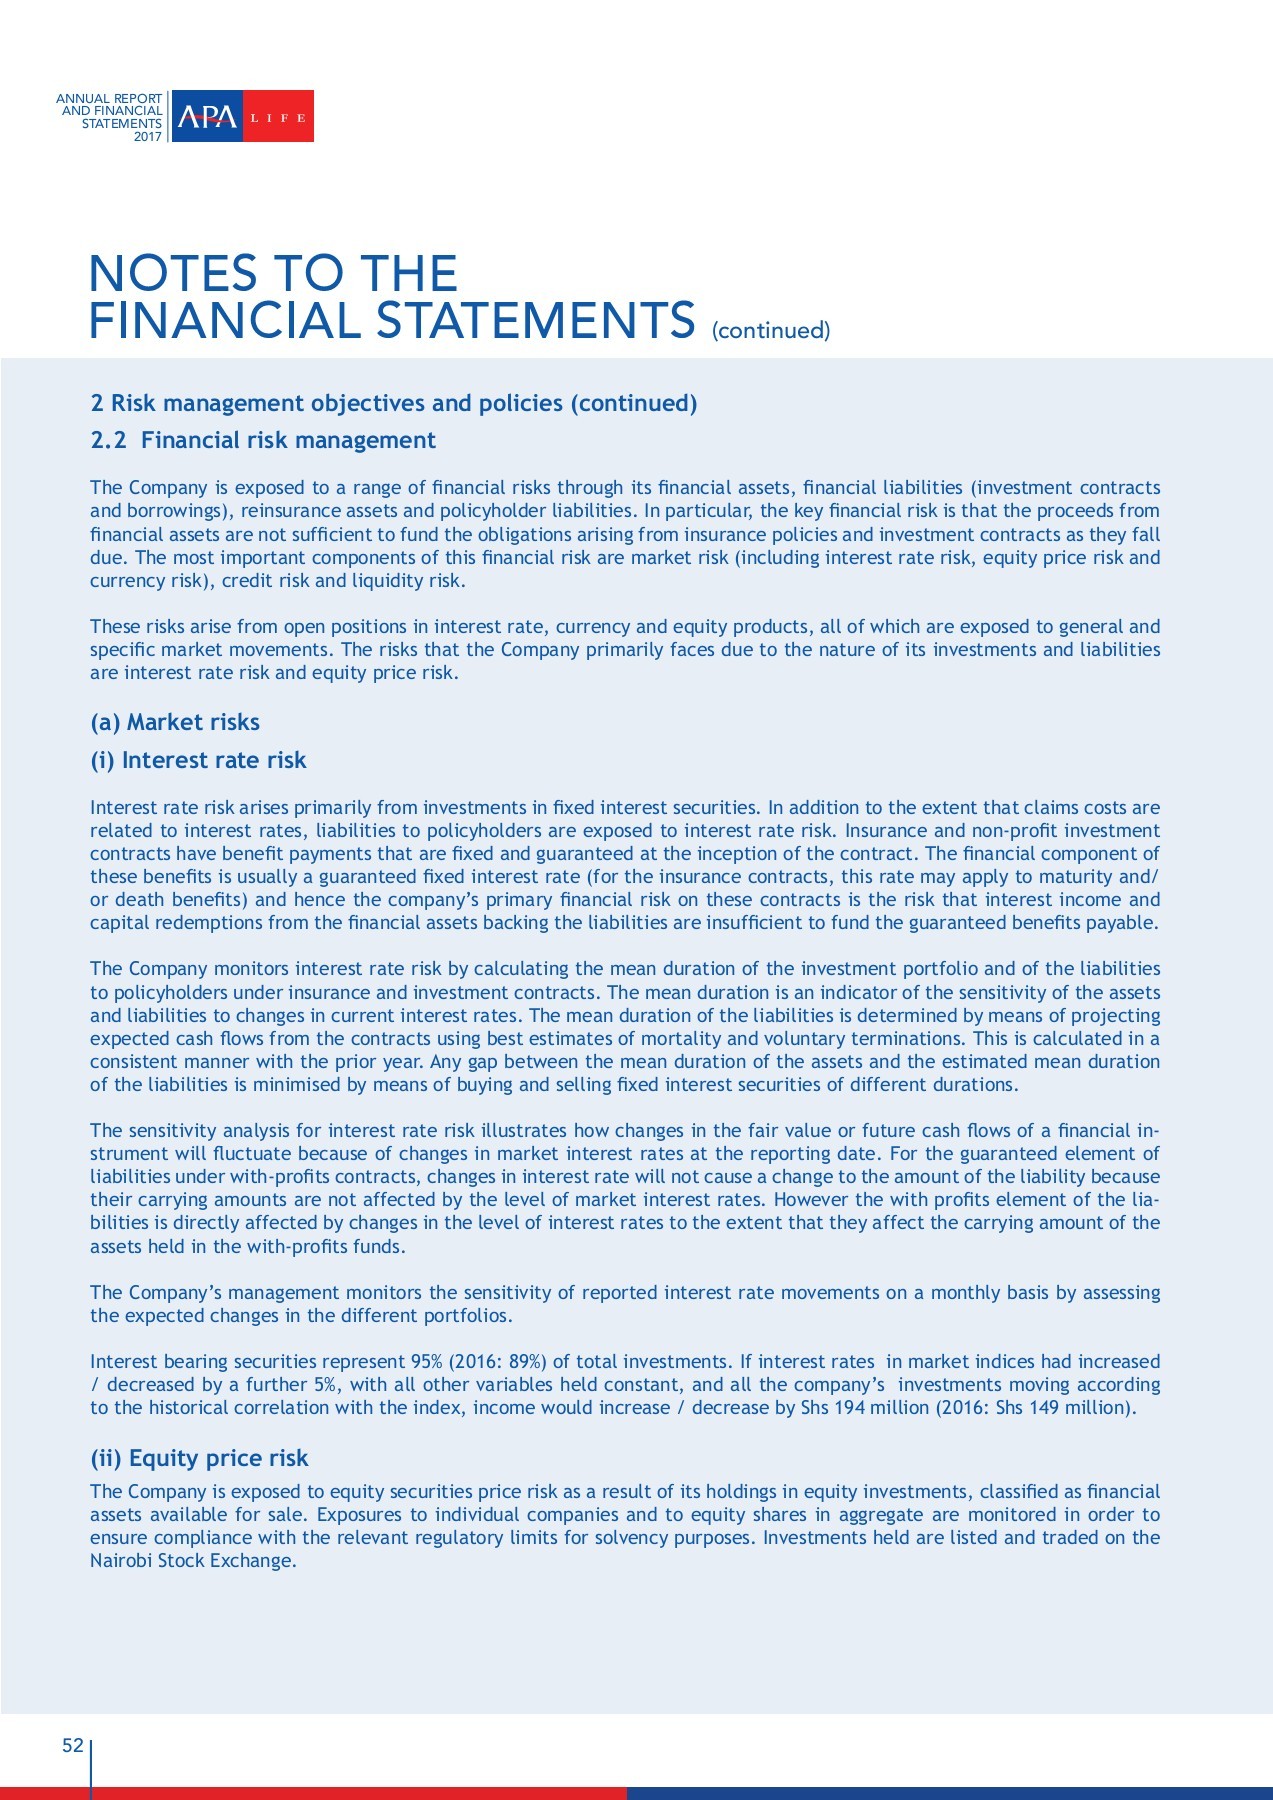 ANNUAL REPORT
AND FINANCIAL
STATEMENTS
2017
APA LIFE
NOTES TO THE
FINANCIAL STATEMENTS (continued)
2 Risk management objectives and policies (continued)
2.2 Financial risk management
The Company is exposed to a range of financial risks through its financial assets, financial liabilities (investment contracts
and borrowings), reinsurance assets and policyholder liabilities. In particular, the key financial risk is that the proceeds from
financial assets are not sufficient to fund the obligations arising from insurance policies and investment contracts as they fall
due. The most important components of this financial risk are market risk (including interest rate risk, equity price risk and
currency risk), credit risk and liquidity risk.
These risks arise from open positions in interest rate, currency and equity products, all of which are exposed to general and
specific market movements. The risks that the Company primarily faces due to the nature of its investments and liabilities
are interest rate risk and equity price risk.
(a) Market risks
(i) Interest rate risk
Interest rate risk arises primarily from investments in fixed interest securities. In addition to the extent that claims costs are
related to interest rates, liabilities to policyholders are exposed to interest rate risk. Insurance and non-profit investment
contracts have benefit payments that are fixed and guaranteed at the inception of the contract. The financial component of
these benefits is usually a guaranteed fixed interest rate (for the insurance contracts, this rate may apply to maturity and/
or death benefits) and hence the company's primary financial risk on these contracts is the risk that interest income and
capital redemptions from the financial assets backing the liabilities are insufficient to fund the guaranteed benefits payable.
The Company monitors interest rate risk by calculating the mean duration of the investment portfolio and of the liabilities
to policyholders under insurance and investment contracts. The mean duration is an indicator of the sensitivity of the assets
and liabilities to changes in current interest rates. The mean duration of the liabilities is determined by means of projecting
expected cash flows from the contracts using best estimates of mortality and voluntary terminations. This is calculated in a
consistent manner with the prior year. Any gap between the mean duration of the assets and the estimated mean duration
of the liabilities is minimised by means of buying and selling fixed interest securities of different durations.
The sensitivity analysis for interest rate risk illustrates how changes in the fair value or future cash flows of a financial in-
strument will fluctuate because of changes in market interest rates at the reporting date. For the guaranteed element of
liabilities under with-profits contracts, changes in interest rate will not cause a change to the amount of the liability because
their carrying amounts are not affected by the level of market interest rates. However the with profits element of the lia-
bilities is directly affected by changes in the level of interest rates to the extent that they affect the carrying amount of the
assets held in the with-profits funds.
The Company's management monitors the sensitivity of reported interest rate movements on a monthly basis by assessing
the expected changes in the different portfolios.
Interest bearing securities represent 95% (2016: 89%) of total investments. If interest rates in market indices had increased
/ decreased by a further 5%, with all other variables held constant, and all the company's investments moving according
to the historical correlation with the index, income would increase / decrease by Shs 194 million (2016: Shs 149 million).
(ii) Equity price risk
The Company is exposed to equity securities price risk as a result of its holdings in equity investments, classified as financial
assets available for sale. Exposures to individual companies and to equity shares in aggregate are monitored in order to
ensure compliance with the relevant regulatory limits for solvency purposes. Investments held are listed and traded on the
Nairobi Stock Exchange.
52